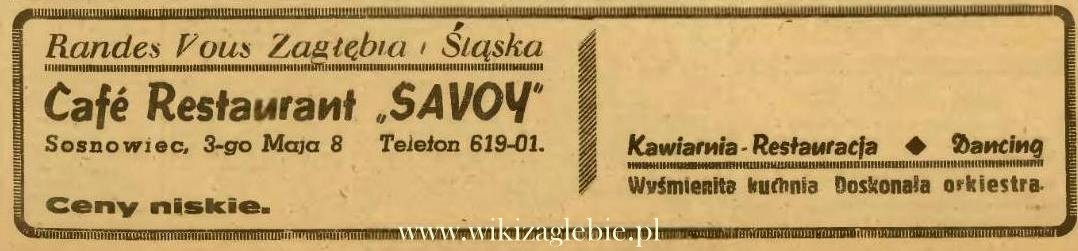 Randes Vous Zagłębia i Śląska
Café Restaurant „SAVOY"
Sosnowiec, 3-go Maja 8 Telefon 619-01.
Ceny niskie.
Kawiarnia-Restauracja ◆ Dancing
Wyśmienita kuchnia Doskonała orkiestra.
www.wikizaglebie.pl